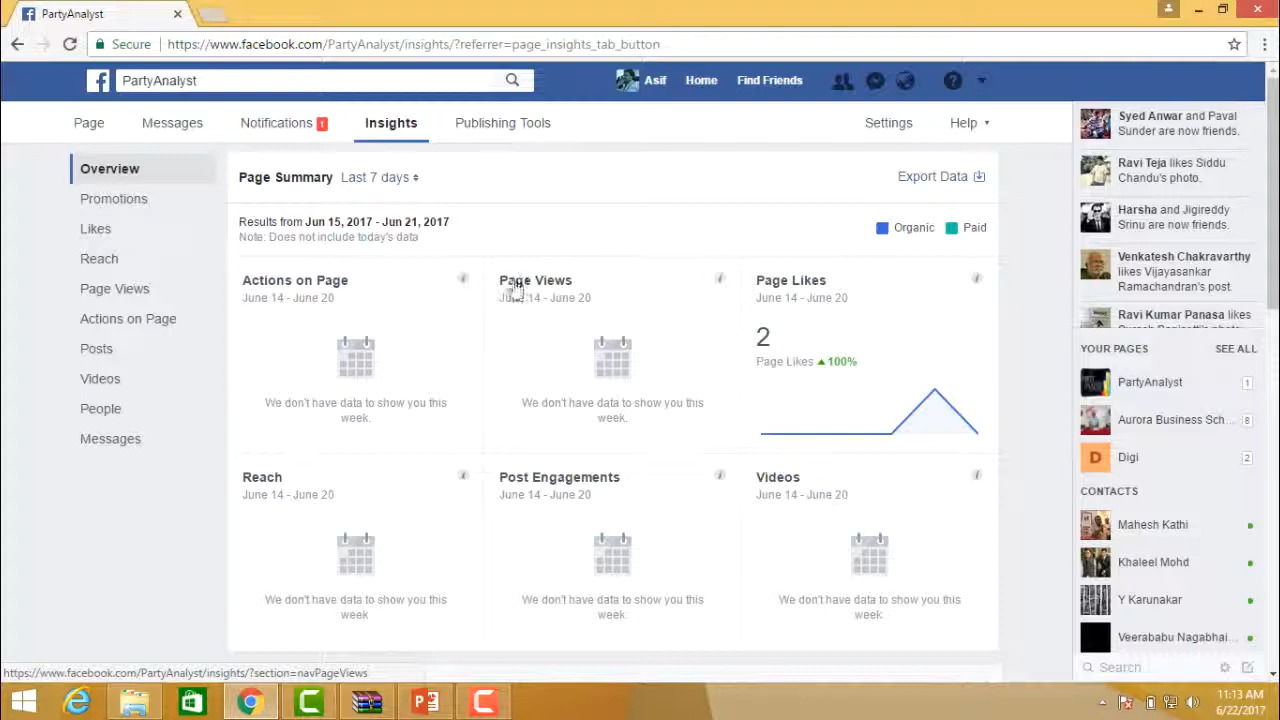 PartyAnalyst
Secure https://www.facebook.com/PartyAnalyst/insights/?referrer=page_insights_tab_button
PartyAnalyst
Asif Home Find Friends
Page Messages Notifications 1 Insights Publishing Tools Settings Help
Overview
Promotions
Likes
Reach
Page Views
Actions on Page
Posts
Videos
People
Messages
Page Summary Last 7 days
Export Data
Results from Jun 15, 2017 - Jun 21, 2017
Note: Does not include today's data
Organic Paid
Actions on Page
June 14 - June 20
We don't have data to show you this
week.
Page Views
June 14 - June 20
We don't have data to show you this
week.
Page Likes
June 14 - June 20
2
Page Likes 100%
Reach
June 14 - June 20
We don't have data to show you this
week
Post Engagements
June 14 - June 20
We don't have data to show you this
week.
Videos
June 14 - June 20
We don't have data to show you this
week
Syed Anwar and Paval
Sunder are now friends.
Ravi Teja likes Siddu
Chandu's photo.
Harsha and Jigireddy
Srinu are now friends.
Venkatesh Chakravarthy
likes Vijayasankar
Ramachandran's post.
Ravi Kumar Panasa likes
YOUR PAGES SEE ALL
PartyAnalyst 1
Aurora Business Sch... 8
D Digi 2
CONTACTS
Mahesh Kathi
Khaleel Mohd
Y Karunakar
Veerababu Nagabhai...
Search
https://www.facebook.com/PartyAnalyst/insights/?section=navPageViews
11:13 AM
6/22/2017